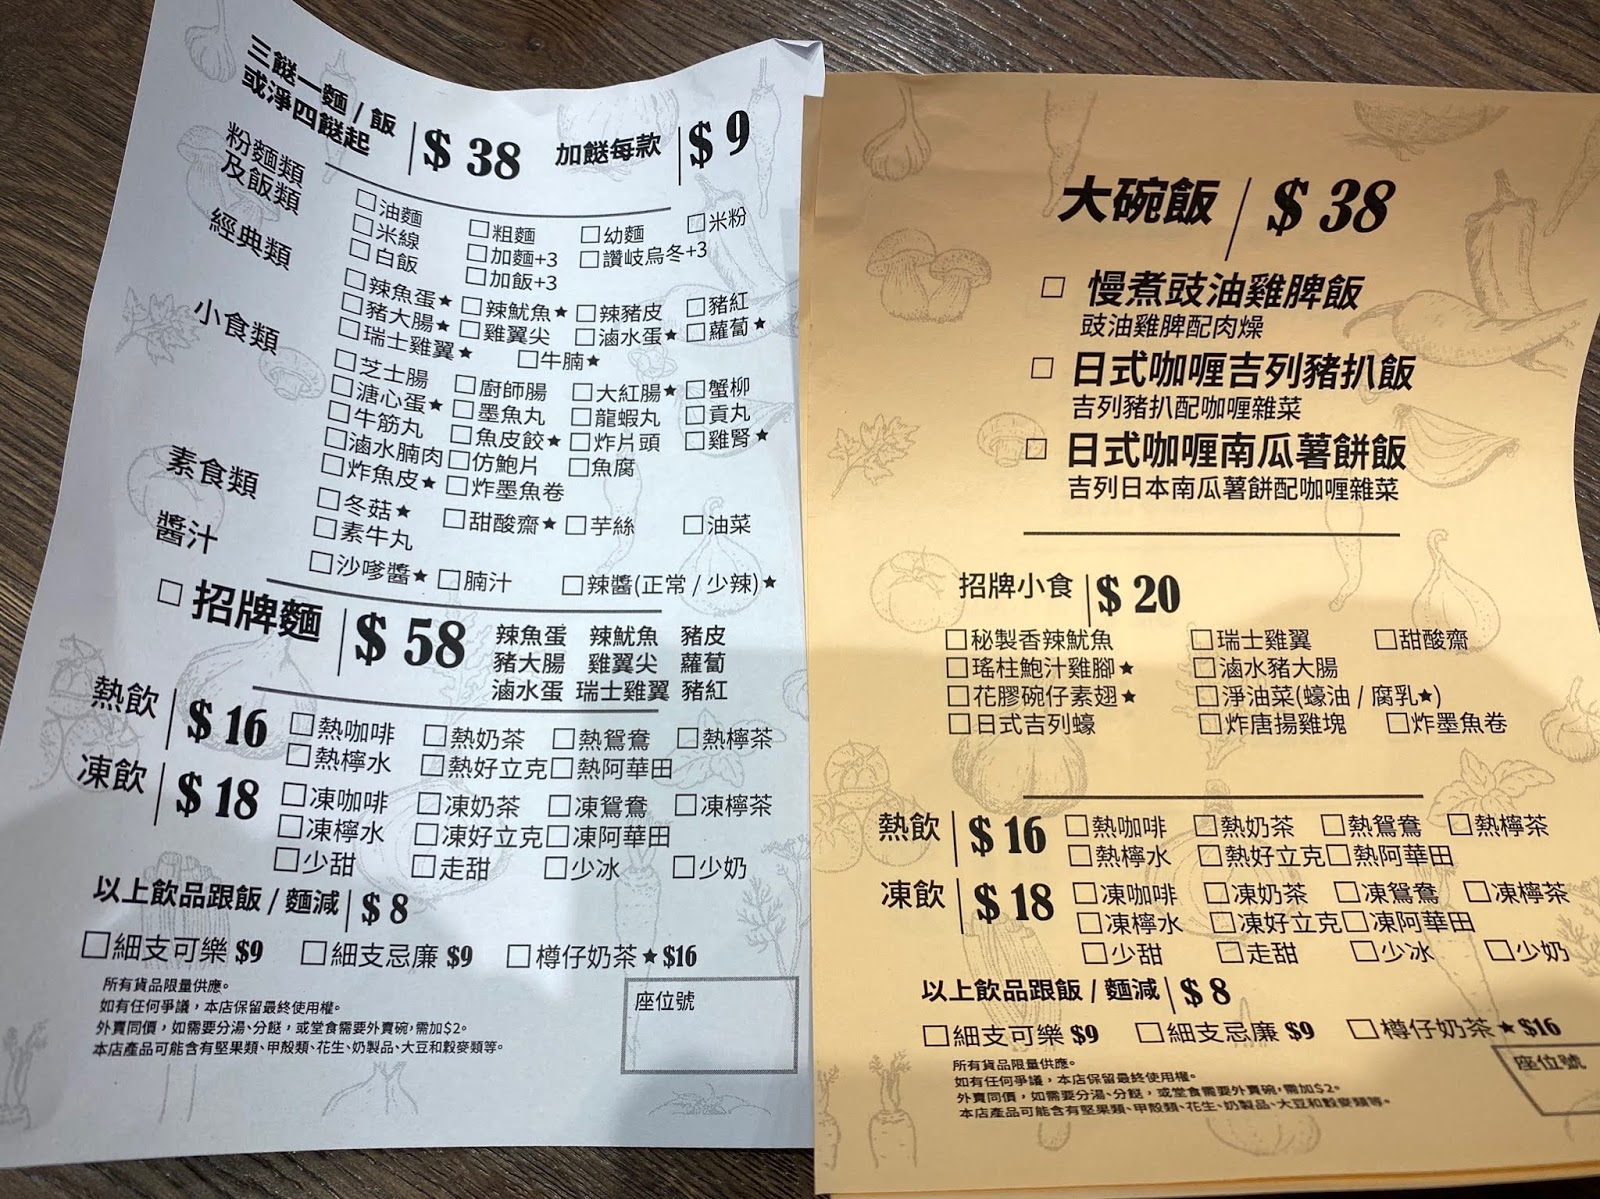 三餸一麵 / 飯
或淨四餸起
$ 38
加餸每款
$ 9
粉麵類
及飯類
□油麵 □粗麵 □幼麵 □米粉
□米線 □加麵+3 □讚岐烏冬+3
□白飯 □加飯+3
經典類
□辣魚蛋★ □辣魷魚★ □辣豬皮 □豬紅
□豬大腸★ □雞翼尖 □滷水蛋★ □蘿蔔★
□瑞士雞翼★ □牛腩★
小食類
□芝士腸 □廚師腸 □大紅腸★ □蟹柳
□溏心蛋★ □墨魚丸 □龍蝦丸 □貢丸
□牛筋丸 □魚皮餃★ □炸片頭 □雞腎★
□滷水腩肉 □仿鮑片 □魚腐
□炸魚皮★ □炸墨魚卷
素食類
□冬菇★ □甜酸齋★ □芋絲 □油菜
□素牛丸
醬汁
□沙嗲醬★ □腩汁 □辣醬(正常 / 少辣)★
□ 招牌麵 $ 58
辣魚蛋 辣魷魚 豬皮
豬大腸 雞翼尖 蘿蔔
滷水蛋 瑞士雞翼 豬紅
熱飲 $ 16
□熱咖啡 □熱奶茶 □熱鴛鴦 □熱檸茶
□熱檸水 □熱好立克 □熱阿華田
凍飲 $ 18
□凍咖啡 □凍奶茶 □凍鴛鴦 □凍檸茶
□凍檸水 □凍好立克 □凍阿華田
□少甜 □走甜 □少冰 □少奶
以上飲品跟飯 / 麵減 $ 8
□細支可樂 $9 □細支忌廉 $9 □樽仔奶茶★ $16
所有貨品限量供應。
如有任何爭議，本店保留最終使用權。
外賣同價，如需要分湯、分餸，或堂食需要外賣碗，需加$2。
本店產品可能含有堅果類、甲殼類、花生、奶製品、大豆和穀麥類等。
座位號
大碗飯 $ 38
□ 慢煮豉油雞脾飯
豉油雞脾配肉燥
□ 日式咖喱吉列豬扒飯
吉列豬扒配咖喱雜菜
□ 日式咖喱南瓜薯餅飯
吉列日本南瓜薯餅配咖喱雜菜
招牌小食 $ 20
□秘製香辣魷魚 □瑞士雞翼 □甜酸齋
□瑤柱鮑汁雞腳★ □滷水豬大腸
□花膠碗仔素翅★ □淨油菜(蠔油 / 腐乳★)
□日式吉列蠔 □炸唐揚雞塊 □炸墨魚卷
熱飲 $ 16
□熱咖啡 □熱奶茶 □熱鴛鴦 □熱檸茶
□熱檸水 □熱好立克 □熱阿華田
凍飲 $ 18
□凍咖啡 □凍奶茶 □凍鴛鴦 □凍檸茶
□凍檸水 □凍好立克 □凍阿華田
□少甜 □走甜 □少冰 □少奶
以上飲品跟飯 / 麵減 $ 8
□細支可樂 $9 □細支忌廉 $9 □樽仔奶茶★ $16
所有貨品限量供應。
如有任何爭議，本店保留最終使用權。
外賣同價，如需要分湯、分餸，或堂食需要外賣碗，需加$2。
本店產品可能含有堅果類、甲殼類、花生、奶製品、大豆和穀麥類等。
座位號